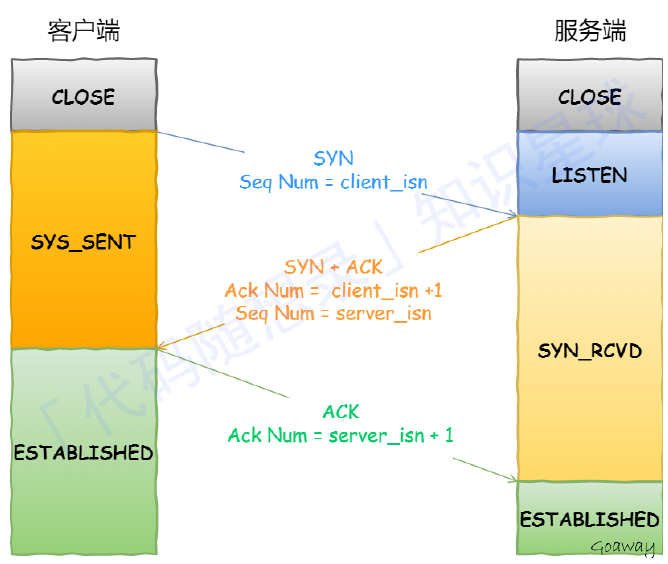 客户端
服务端
CLOSE
CLOSE
SYN
Seq Num = client_isn
LISTEN
SYS_SENT
SYN + ACK
Ack Num = client_isn +1
Seq Num = server_isn
SYN_RCVD
ACK
Ack Num = server_isn + 1
ESTABLISHED
ESTABLISHED
Goaway
「代码随想录」知识星球